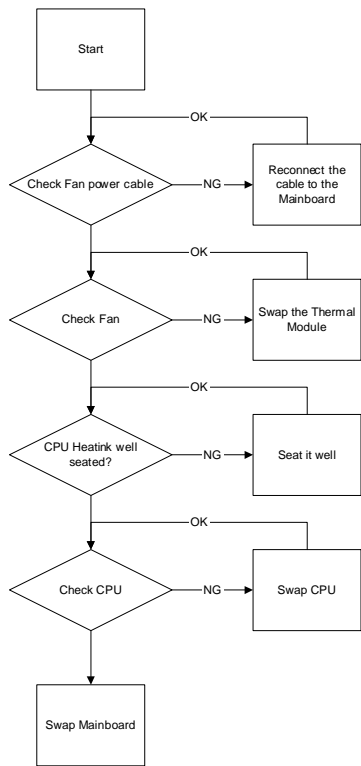 Start
OK
Check Fan power cable
NG
Reconnect the
cable to the
Mainboard
OK
Check Fan
NG
Swap the Thermal
Module
OK
CPU Heatink well
seated?
NG
Seat it well
OK
Check CPU
NG
Swap CPU
Swap Mainboard